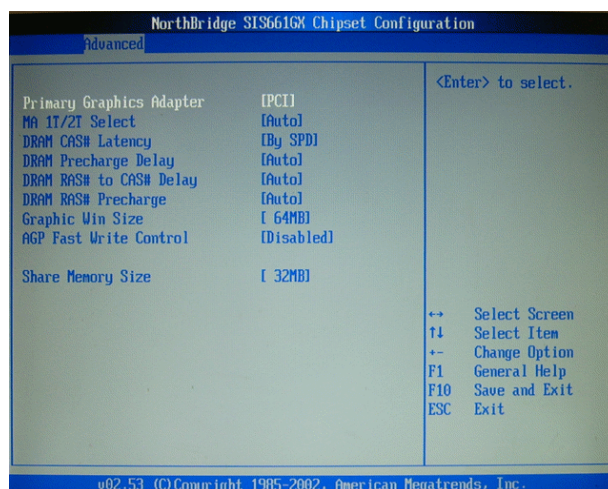 NorthBridge SIS661GX Chipset Configuration
Advanced
<Enter> to select.
Primary Graphics Adapter [PCI]
MA 1T/2T Select [Auto]
DRAM CAS# Latency [By SPD]
DRAM Precharge Delay [Auto]
DRAM RAS# to CAS# Delay [Auto]
DRAM RAS# Precharge [Auto]
Graphic Win Size [ 64MB]
AGP Fast Write Control [Disabled]
Share Memory Size [ 32MB]
↔ Select Screen
↑↓ Select Item
+- Change Option
F1 General Help
F10 Save and Exit
ESC Exit
v02.53 (C)Copyright 1985-2002, American Megatrends, Inc.